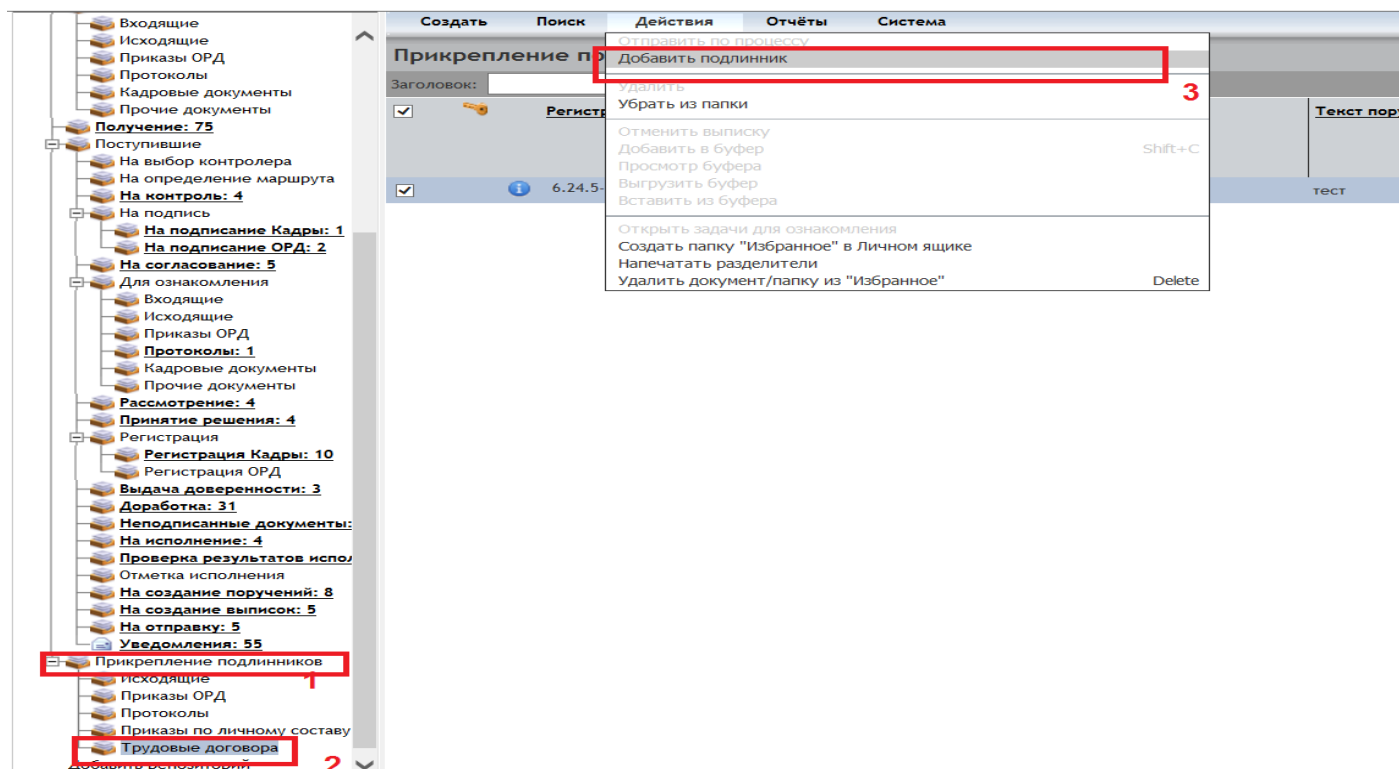 Входящие
Исходящие
Приказы ОРД
Протоколы
Кадровые документы
Прочие документы
Получение: 75
Поступившие
На выбор контролера
На определение маршрута
На контроль: 4
На подпись
На подписание Кадры: 1
На подписание ОРД: 2
На согласование: 5
Для ознакомления
Входящие
Исходящие
Приказы ОРД
Протоколы: 1
Кадровые документы
Прочие документы
Рассмотрение: 4
Принятие решения: 4
Регистрация
Регистрация Кадры: 10
Регистрация ОРД
Выдача доверенности: 3
Доработка: 31
Неподписанные документы:
На исполнение: 4
Проверка результатов испол
Отметка исполнения
На создание поручений: 8
На создание выписок: 5
На отправку: 5
Уведомления: 55
Прикрепление подлинников
1
Исходящие
Приказы ОРД
Протоколы
Приказы по личному составу
Трудовые договора
2
Добавить репозиторий
Создать Поиск Действия Отчёты Система
Прикрепление по
Заголовок:
Регистр
Текст пору
6.24.5-
тест
Отправить по процессу
Добавить подлинник
3
Удалить
Убрать из папки
Отменить выписку
Добавить в буфер Shift+C
Просмотр буфера
Выгрузить буфер
Вставить из буфера
Открыть задачи для ознакомления
Создать папку "Избранное" в Личном ящике
Напечатать разделители
Удалить документ/папку из "Избранное" Delete